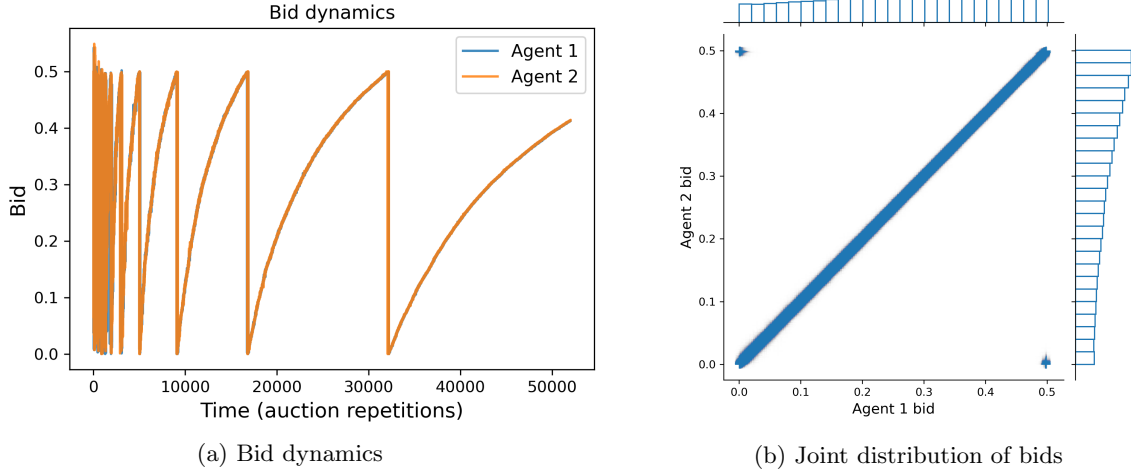 Bid dynamics
Agent 1
Agent 2
Bid
0.5
0.4
0.3
0.2
0.1
0.0
0
10000
20000
30000
40000
50000
Time (auction repetitions)
(a) Bid dynamics
Agent 2 bid
0.5
0.4
0.3
0.2
0.1
0.0
0.0
0.1
0.2
0.3
0.4
0.5
Agent 1 bid
(b) Joint distribution of bids